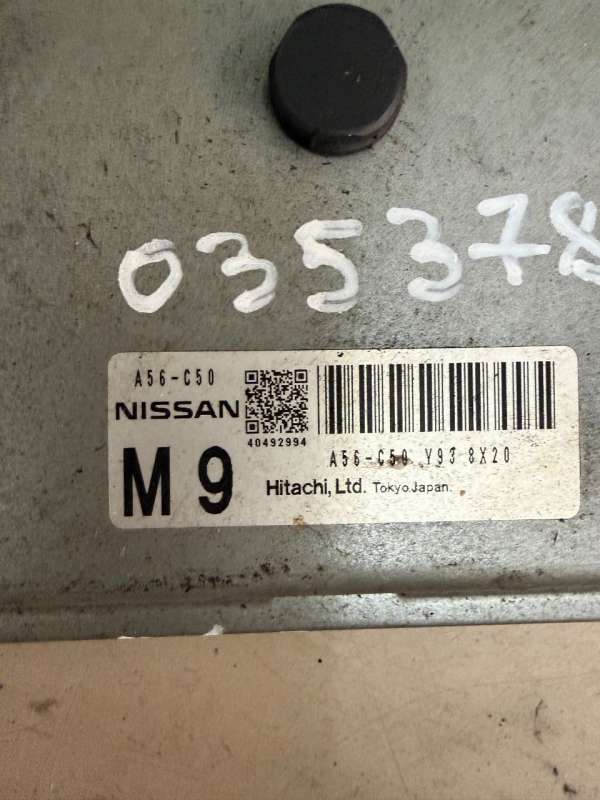 035378
A56-C50
NISSAN
40492994
A56-C50 Y93 8X20
M9
Hitachi, Ltd. Tokyo Japan.